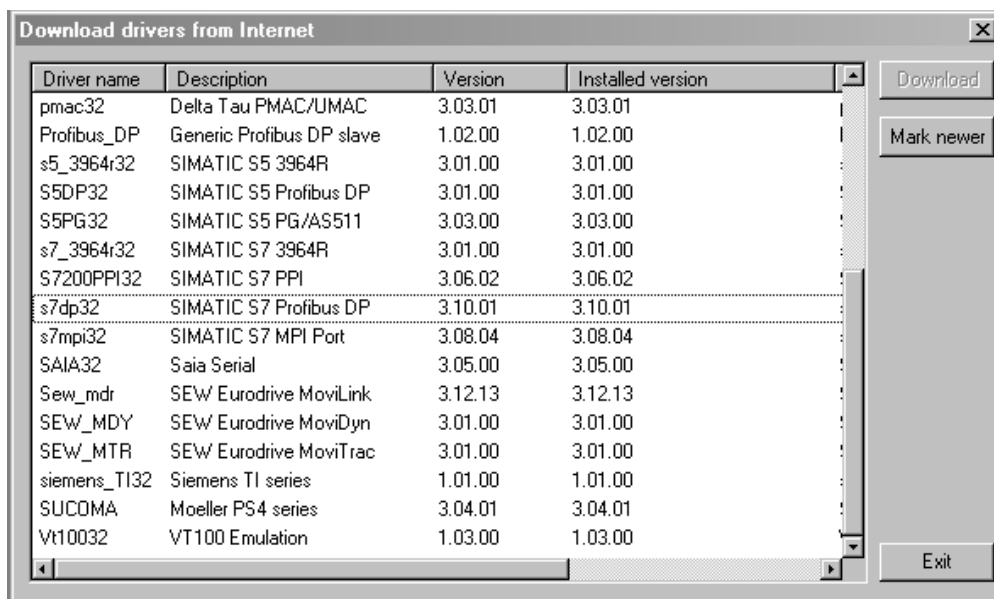 Download drivers from Internet
Driver name Description Version Installed version
Download
pmac32 Delta Tau PMAC/UMAC 3.03.01 3.03.01
Profibus_DP Generic Profibus DP slave 1.02.00 1.02.00
Mark newer
s5_3964r32 SIMATIC S5 3964R 3.01.00 3.01.00
S5DP32 SIMATIC S5 Profibus DP 3.01.00 3.01.00
S5PG32 SIMATIC S5 PG/AS511 3.03.00 3.03.00
s7_3964r32 SIMATIC S7 3964R 3.01.00 3.01.00
S7200PPI32 SIMATIC S7 PPI 3.06.02 3.06.02
s7dp32 SIMATIC S7 Profibus DP 3.10.01 3.10.01
s7mpi32 SIMATIC S7 MPI Port 3.08.04 3.08.04
SAIA32 Saia Serial 3.05.00 3.05.00
Sew_mdr SEW Eurodrive MoviLink 3.12.13 3.12.13
SEW_MDY SEW Eurodrive MoviDyn 3.01.00 3.01.00
SEW_MTR SEW Eurodrive MoviTrac 3.01.00 3.01.00
siemens_TI32 Siemens TI series 1.01.00 1.01.00
SUCOMA Moeller PS4 series 3.04.01 3.04.01
Vt10032 VT100 Emulation 1.03.00 1.03.00
Exit